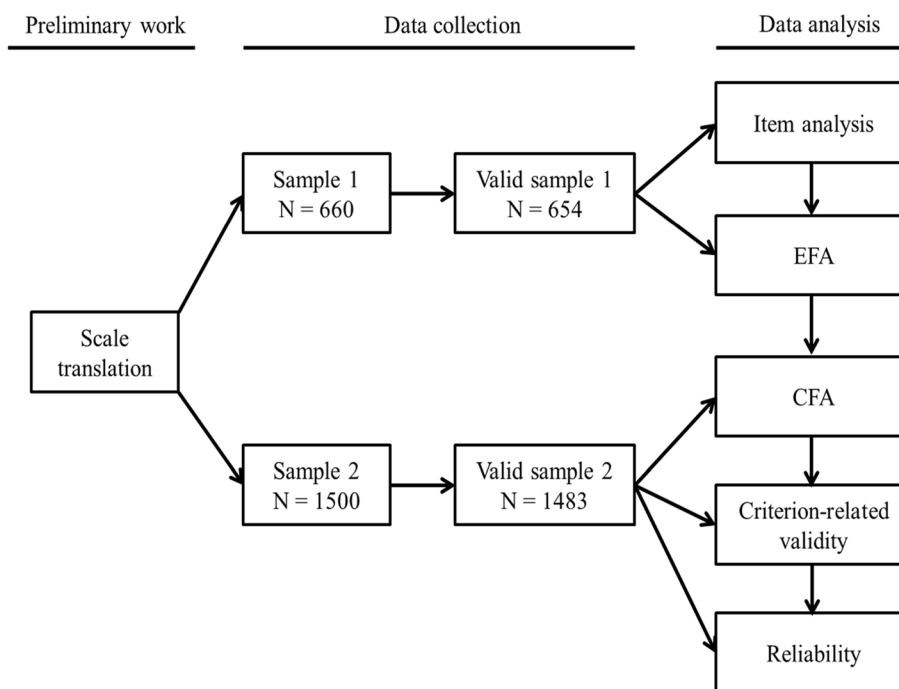 Preliminary work
Data collection
Data analysis
Item analysis
Sample 1
N = 660
Valid sample 1
N = 654
EFA
Scale
translation
CFA
Sample 2
N = 1500
Valid sample 2
N = 1483
Criterion-related
validity
Reliability